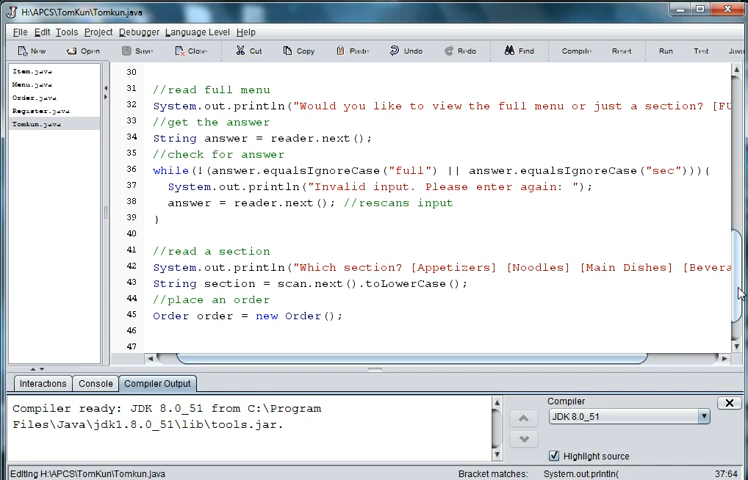 H:\APCS\TomKun\Tomkun.java
File Edit Tools Project Debugger Language Level Help
New Open Save Close Cut Copy Paste Undo Redo Find Compile Reset Run Test
Item.java
Menu.java
Order.java
Register.java
Tomkun.java
30
31 //read full menu
32 System.out.println("Would you like to view the full menu or just a section? [FU
33 //get the answer
34 String answer = reader.next();
35 //check for answer
36 while(!(answer.equalsIgnoreCase("full") || answer.equalsIgnoreCase("sec"))){
37 System.out.println("Invalid input. Please enter again: ");
38 answer = reader.next(); //rescans input
39 }
40
41 //read a section
42 System.out.println("Which section? [Appetizers] [Noodles] [Main Dishes] [Bevera
43 String section = scan.next().toLowerCase();
44 //place an order
45 Order order = new Order();
46
47
Interactions Console Compiler Output
Compiler ready: JDK 8.0_51 from C:\Program
Files\Java\jdk1.8.0_51\lib\tools.jar.
Compiler
JDK 8.0_51
Highlight source
Editing H:\APCS\TomKun\Tomkun.java Bracket matches: System.out.println( 37:64